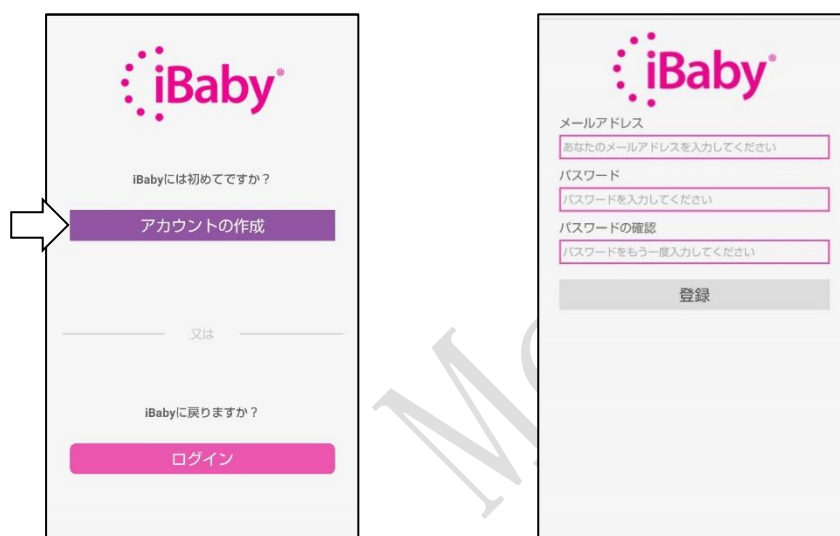 iBaby®
iBabyには初めてですか？
アカウントの作成
又は
iBabyに戻りますか？
ログイン
iBaby®
メールアドレス
あなたのメールアドレスを入力してください
パスワード
パスワードを入力してください
パスワードの確認
パスワードをもう一度入力してください
登録